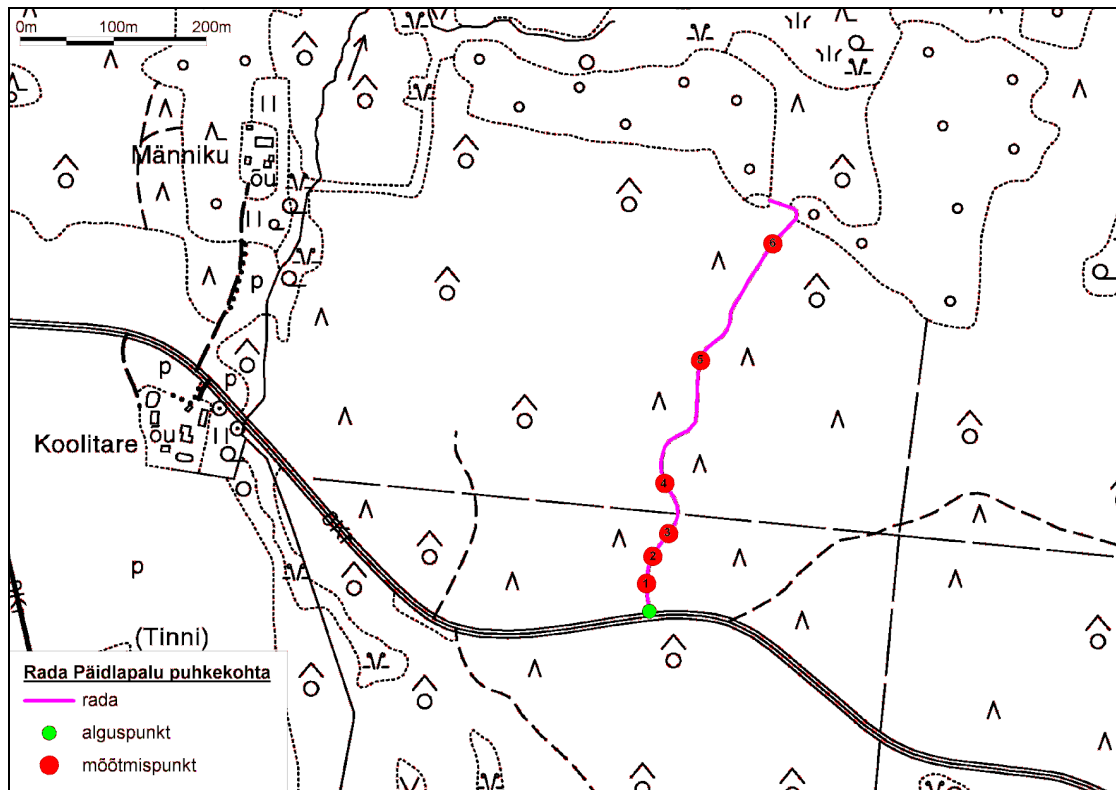 0m 100m 200m
Männiku
õu
p
p
p
Koolitare
õu
6
5
4
3
2
1
p
(Tinni)
Rada Päidlapalu puhkekohta
rada
alguspunkt
mõõtmispunkt